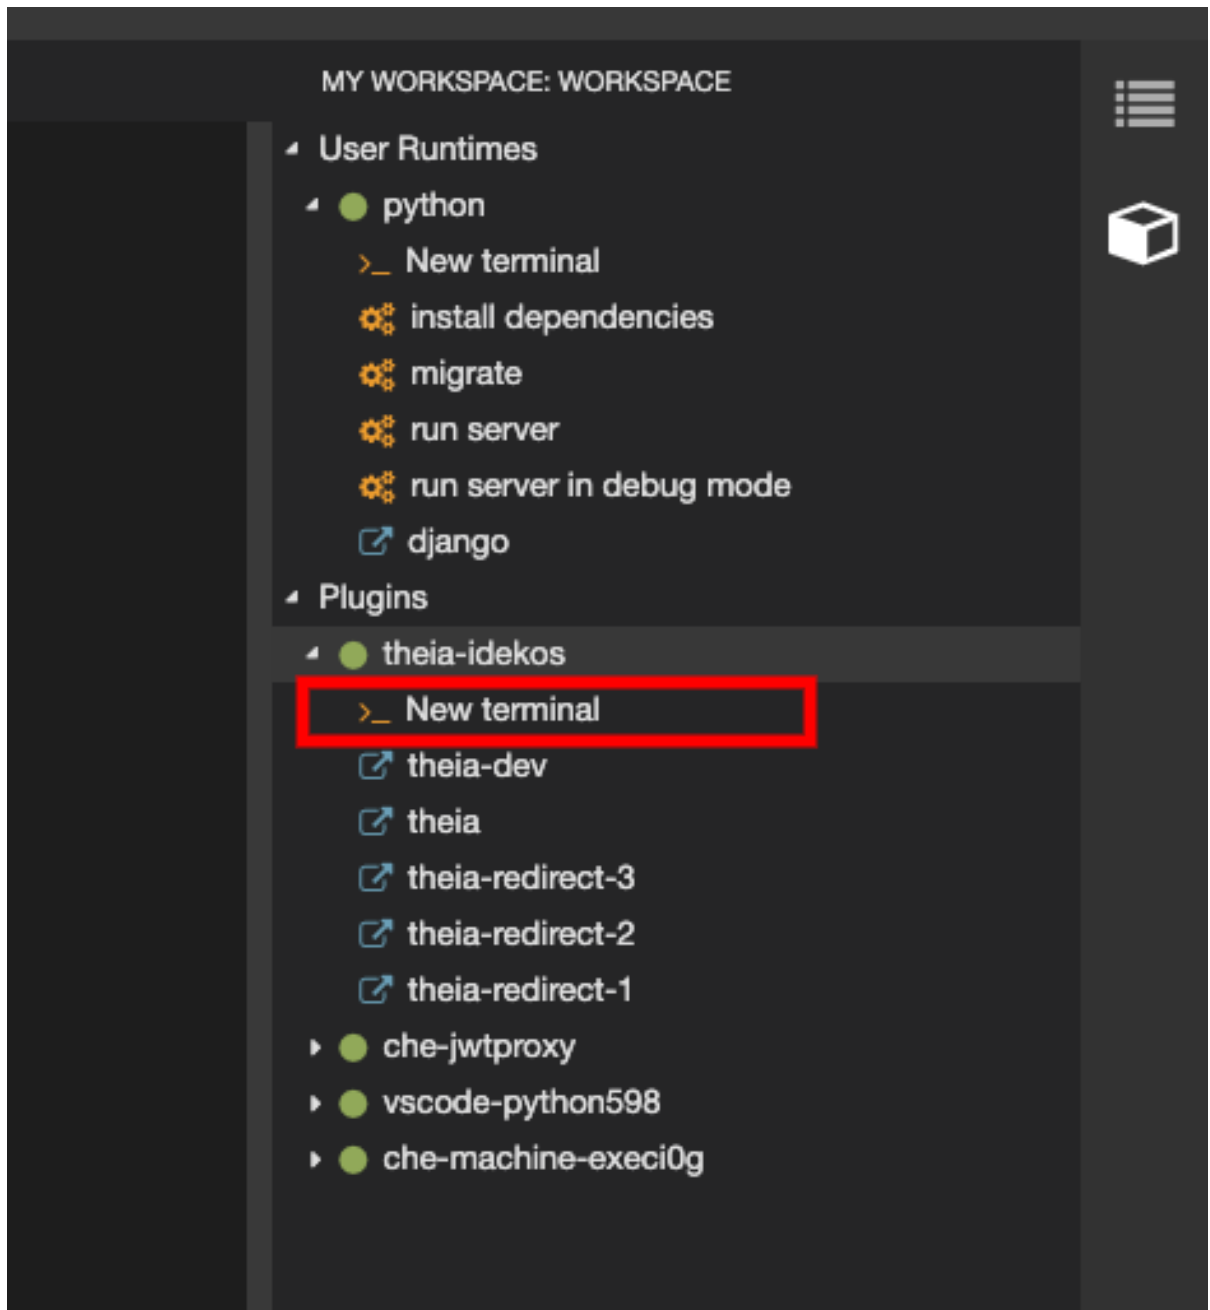 MY WORKSPACE: WORKSPACE
User Runtimes
python
>_ New terminal
install dependencies
migrate
run server
run server in debug mode
django
Plugins
theia-idekos
>_ New terminal
theia-dev
theia
theia-redirect-3
theia-redirect-2
theia-redirect-1
che-jwtproxy
vscode-python598
che-machine-execi0g